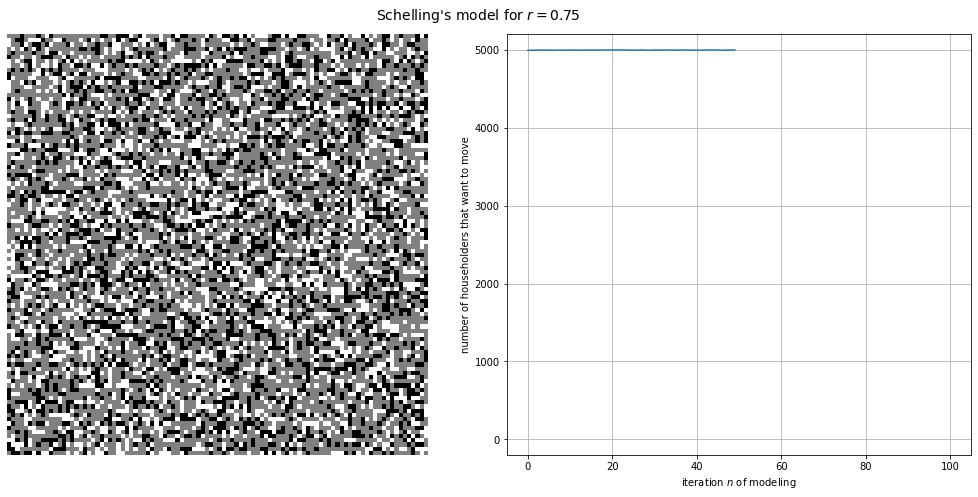 Schelling's model for r = 0.75
number of householders that want to move
5000
4000
3000
2000
1000
0
0 20 40 60 80 100
iteration n of modeling